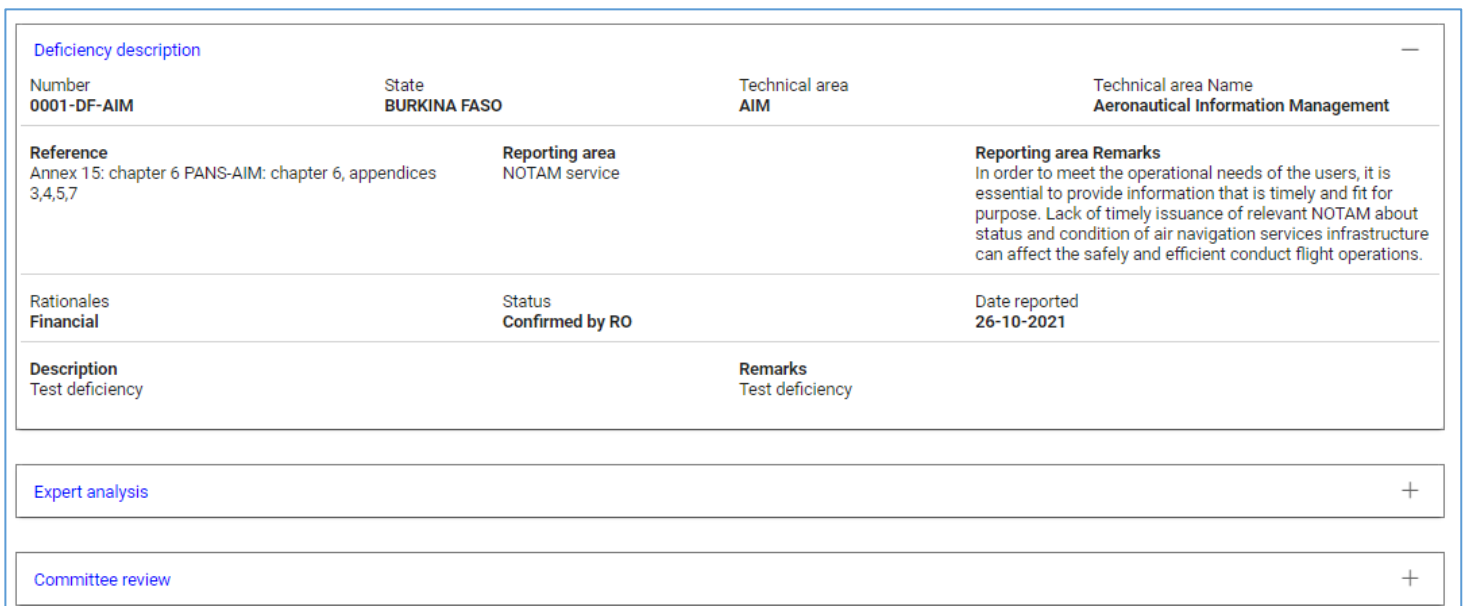 Deficiency description
Number State Technical area Technical area Name
0001-DF-AIM BURKINA FASO AIM Aeronautical Information Management
Reference
Annex 15: chapter 6 PANS-AIM: chapter 6, appendices
3,4,5,7
Reporting area
NOTAM service
Reporting area Remarks
In order to meet the operational needs of the users, it is
essential to provide information that is timely and fit for
purpose. Lack of timely issuance of relevant NOTAM about
status and condition of air navigation services infrastructure
can affect the safely and efficient conduct flight operations.
Rationales Status Date reported
Financial Confirmed by RO 26-10-2021
Description Remarks
Test deficiency Test deficiency
Expert analysis
Committee review